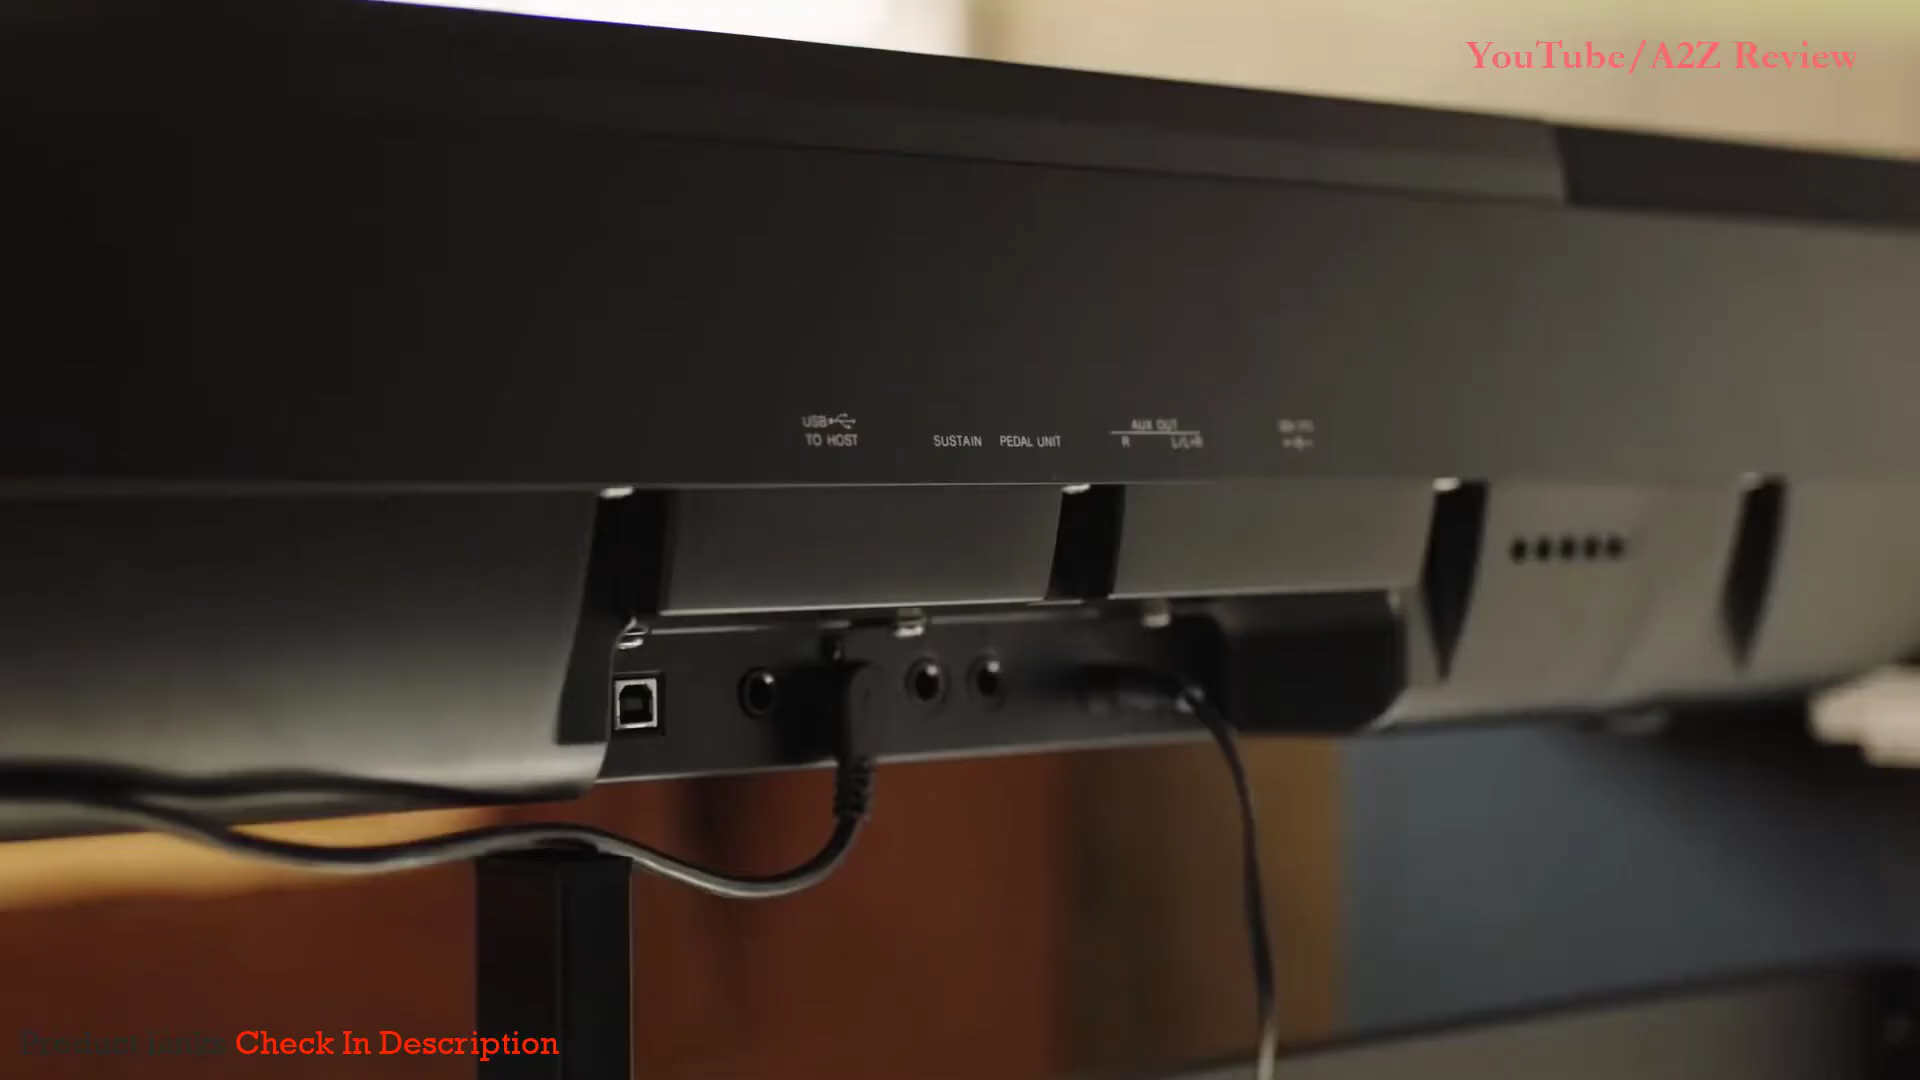 YouTube/A2Z Review
USB
TO HOST
SUSTAIN
PEDAL UNIT
AUX OUT
R
L/L+R
Check In Description